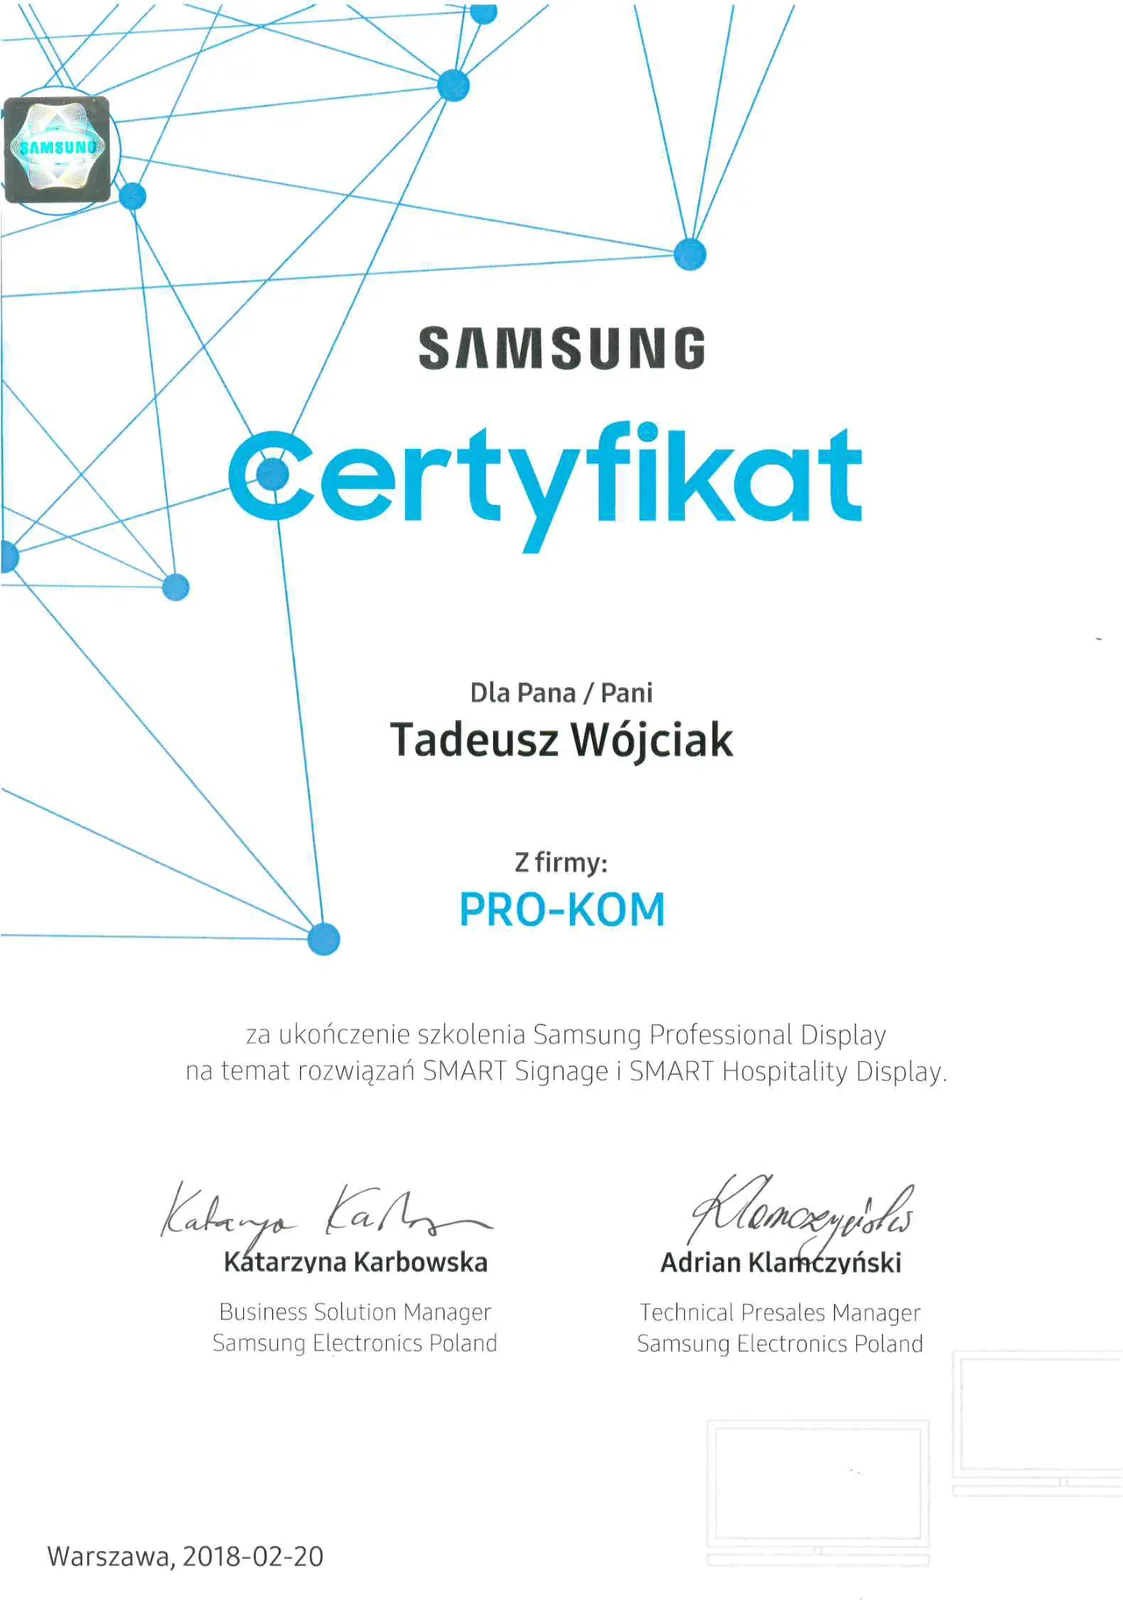 SAMSUNG
SAMSUNG
Certyfikat
Dla Pana / Pani
Tadeusz Wójciak
Z firmy:
PRO-KOM
za ukończenie szkolenia Samsung Professional Display
na temat rozwiązań SMART Signage i SMART Hospitality Display.
Katarzyna Karbowska
Adrian Klamczyński
Business Solution Manager
Technical Presales Manager
Samsung Electronics Poland
Samsung Electronics Poland
Warszawa, 2018-02-20